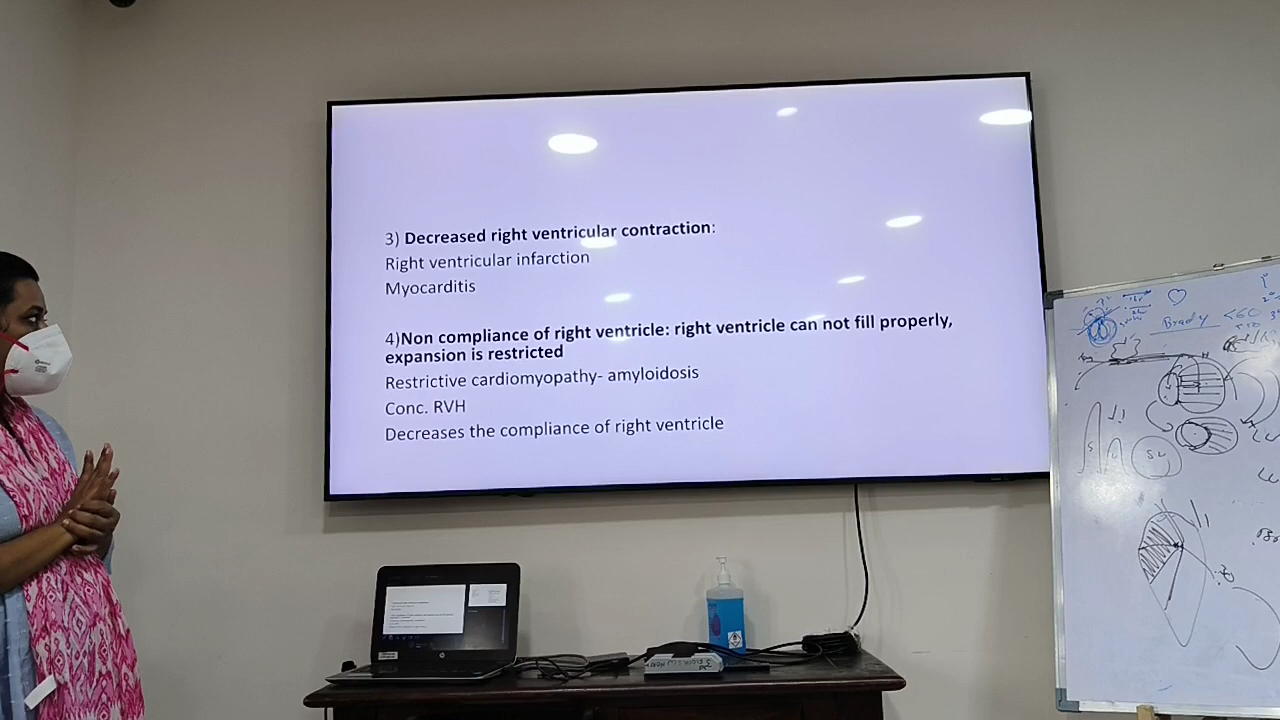 3) Decreased right ventricular contraction:
Right ventricular infarction
Myocarditis
4)Non compliance of right ventricle: right ventricle can not fill properly,
expansion is restricted
Restrictive cardiomyopathy- amyloidosis
Conc. RVH
Decreases the compliance of right ventricle
Brady <60